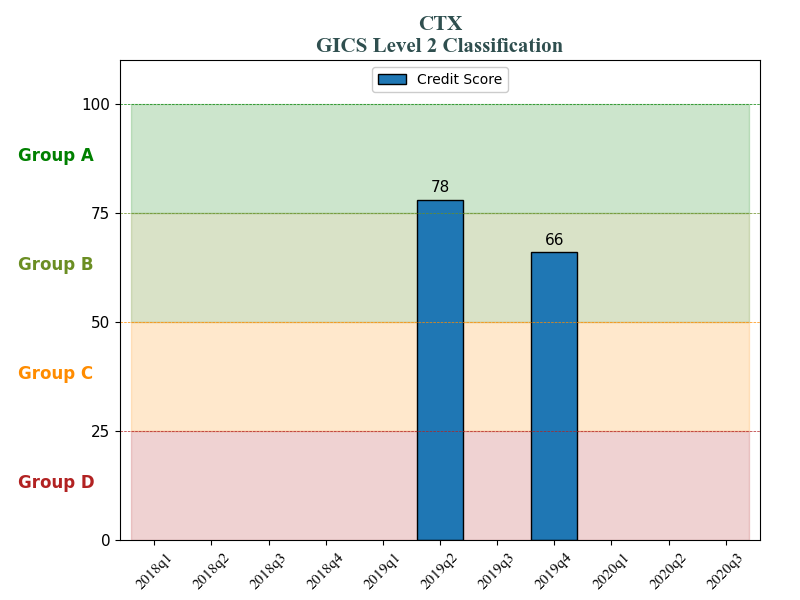 CTX
GICS Level 2 Classification
Credit Score
100
Group A
78
75
66
Group B
50
Group C
25
Group D
0
2018q1 2018q2 2018q3 2018q4 2019q1 2019q2 2019q3 2019q4 2020q1 2020q2 2020q3